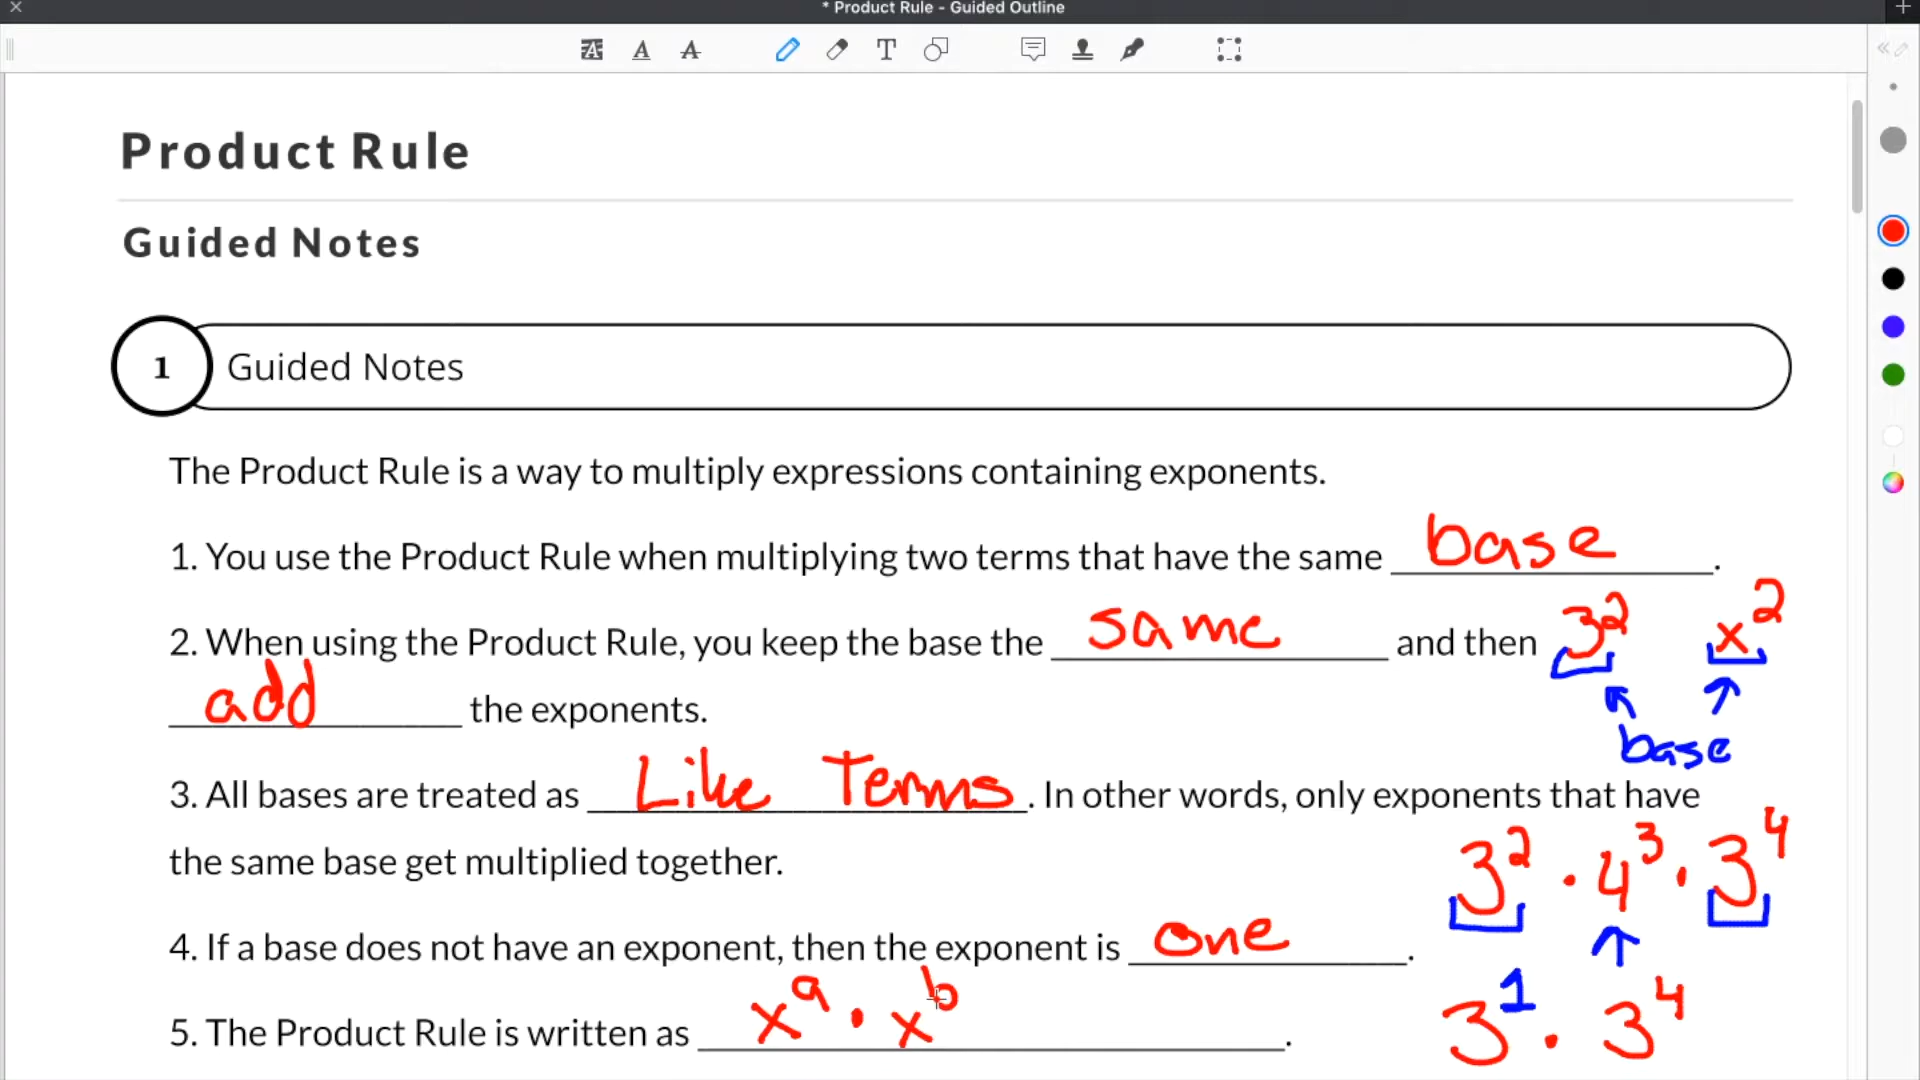 * Product Rule - Guided Outline
Product Rule
Guided Notes
1 Guided Notes
The Product Rule is a way to multiply expressions containing exponents.
1. You use the Product Rule when multiplying two terms that have the same base.
2. When using the Product Rule, you keep the base the same and then 3² x²
add the exponents.
base
3. All bases are treated as Like Terms. In other words, only exponents that have
the same base get multiplied together.
3² · 4³ · 3⁴
4. If a base does not have an exponent, then the exponent is one.
5. The Product Rule is written as xᵃ · xᵇ.
3¹ · 3⁴